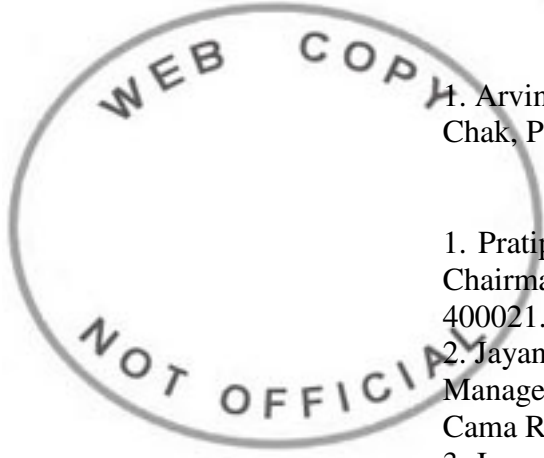 WEB COPY
1. Arvin
Chak, P
1. Pratip
Chairma
400021.
2. Jayan
Manage
Cama R
NOT OFFICIAL